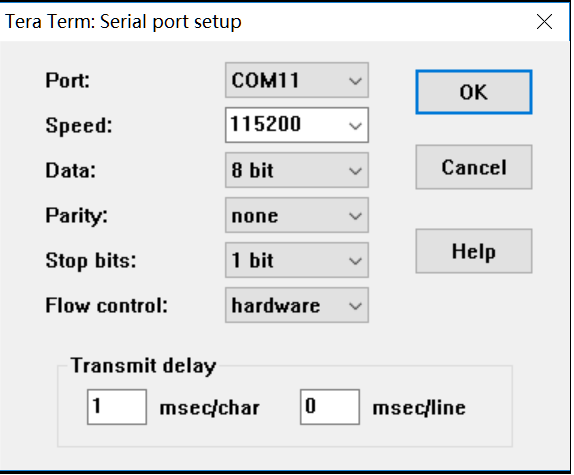 Tera Term: Serial port setup
Port: COM11 OK
Speed: 115200
Data: 8 bit Cancel
Parity: none
Stop bits: 1 bit Help
Flow control: hardware
Transmit delay
1 msec/char 0 msec/line